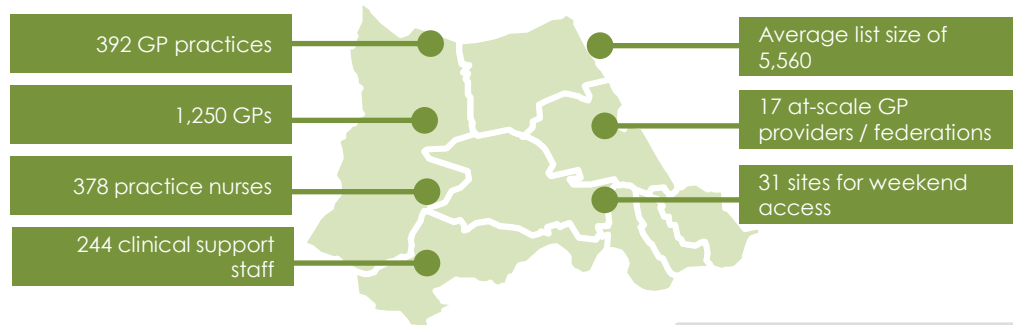 392 GP practices
1,250 GPs
378 practice nurses
244 clinical support
staff
Average list size of
5,560
17 at-scale GP
providers / federations
31 sites for weekend
access